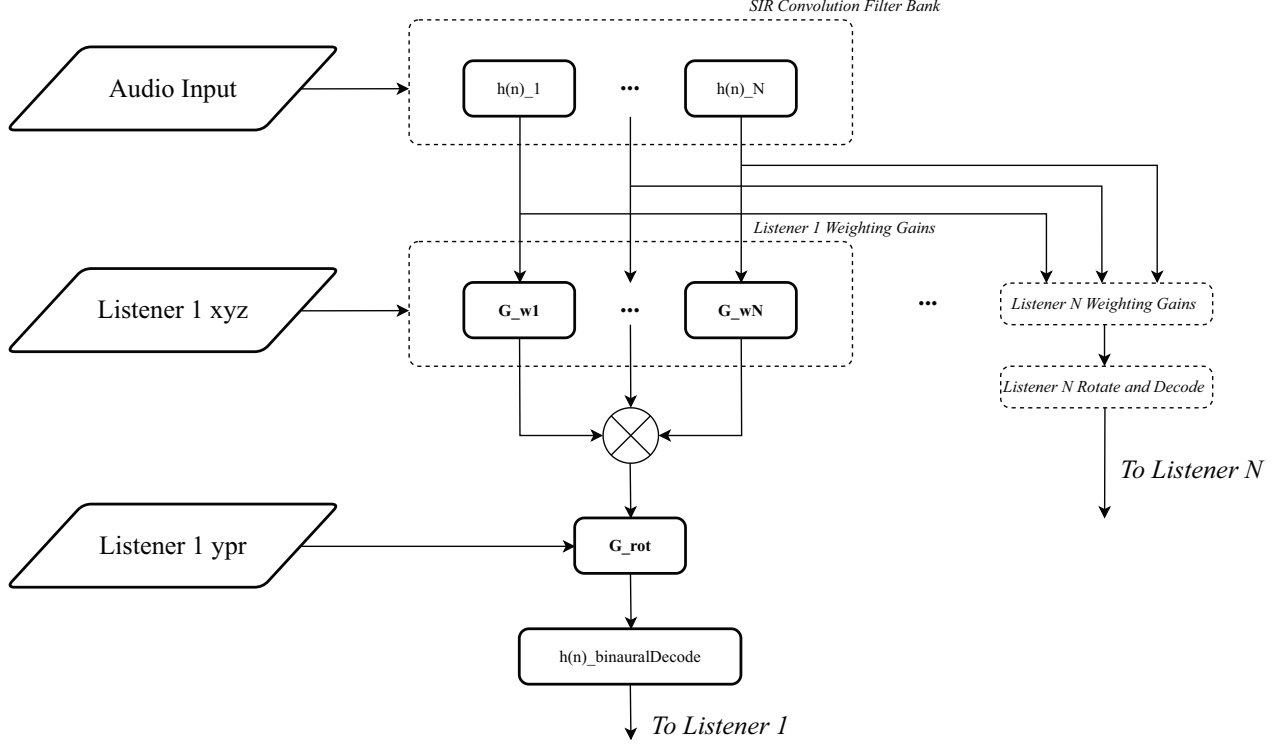 SIR Convolution Filter Bank
Audio Input
h(n)_1
...
h(n)_N
Listener 1 Weighting Gains
Listener 1 xyz
G_w1
...
G_wN
...
Listener N Weighting Gains
Listener N Rotate and Decode
To Listener N
Listener 1 ypr
G_rot
h(n)_binauralDecode
To Listener 1